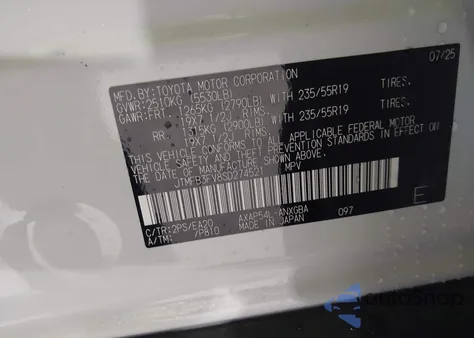 MFD.BY:TOYOTA MOTOR CORPORATION 07/25
GVWR:2510KG (5530LB)
GAWR:FRT. 1265KG (2790LB) WITH 235/55R19 TIRES.
19X7 1/2J RIMS.
RR. 1315KG (2900LB) WITH 235/55R19 TIRES.
19X7 RIMS.
THIS VEHICLE CONFORMS TO ALL APPLICABLE FEDERAL MOTOR
VEHICLE SAFETY AND THEFT PREVENTION STANDARDS IN EFFECT ON
THE DATE OF MANUFACTURE SHOWN ABOVE.
MPV
E
C/TR:2PS/EA20 AXAP54L-ANXGBA 097
A/TM: MADE IN JAPAN
AutoSnap